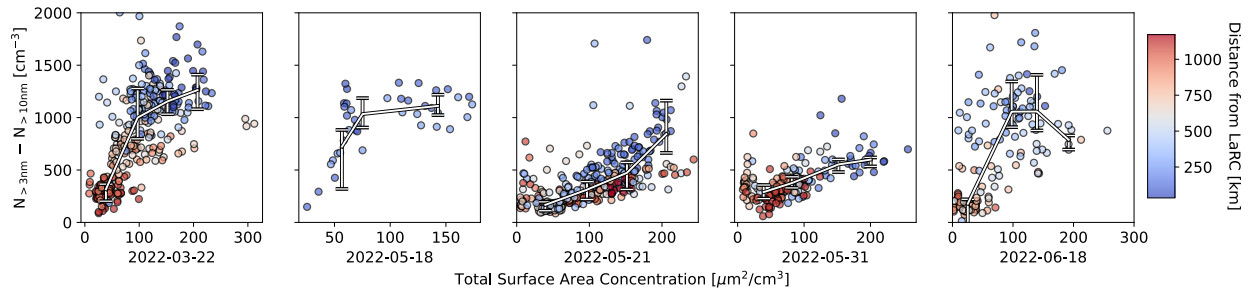 N > 3nm − N > 10nm [cm⁻³]
2000
1500
1000
500
0
0 100 200 300
2022-03-22
50 100 150
2022-05-18
0 100 200
2022-05-21
0 100 200
2022-05-31
0 100 200 300
2022-06-18
Total Surface Area Concentration [μm²/cm³]
1000
750
500
250
Distance from LaRC [km]